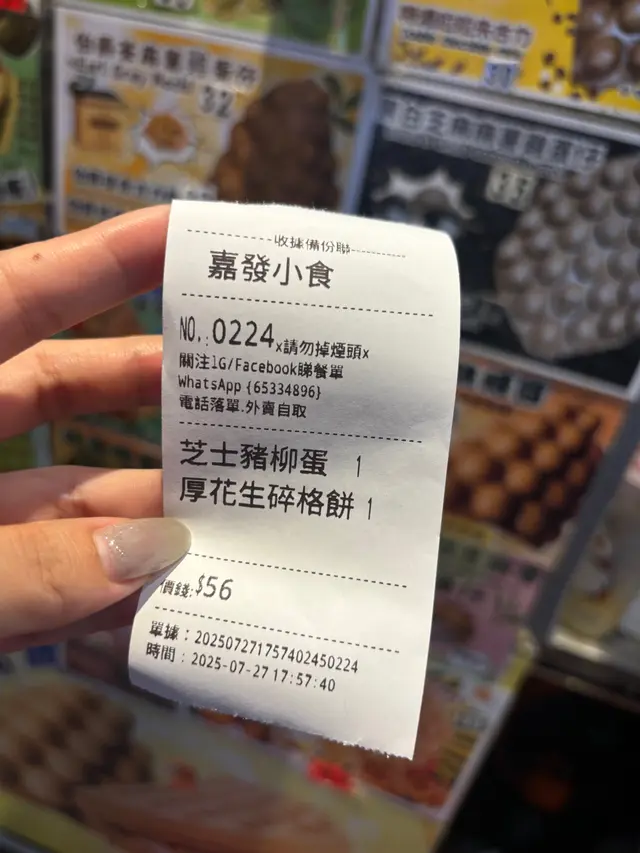 32
33
收據備份聯
嘉發小食
NO.:0224x請勿掉煙頭x
關注IG/Facebook睇餐單
WhatsApp {65334896}
電話落單.外賣自取
芝士豬柳蛋 1
厚花生碎格餅 1
價錢:$56
單據：202507271757402450224
時間：2025-07-27 17:57:40